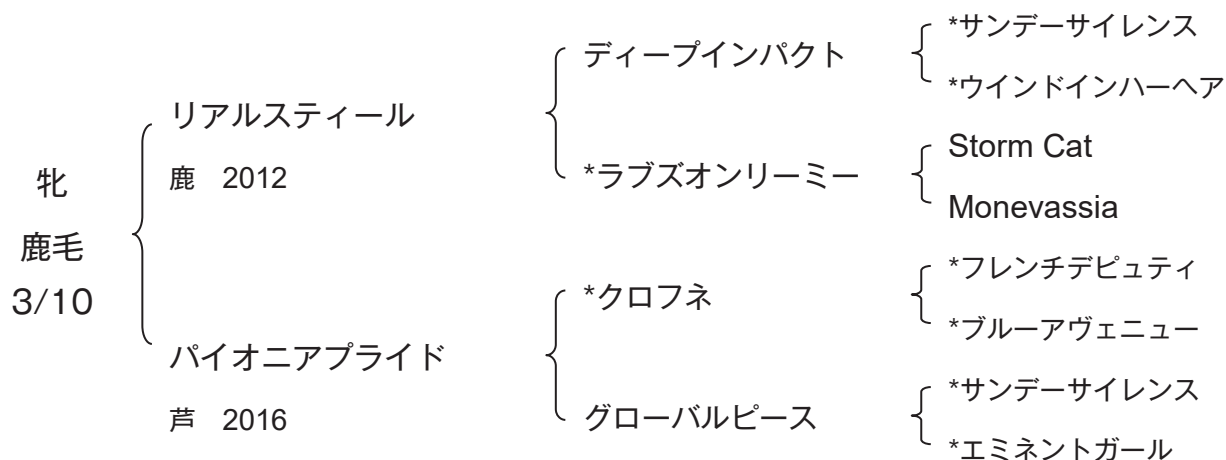 牝
鹿毛
3/10
リアルスティール
鹿 2012
パイオニアプライド
芦 2016
ディープインパクト
*ラブズオンリーミー
*クロフネ
グローバルピース
*サンデーサイレンス
*ウインドインハーヘア
Storm Cat
Monevassia
*フレンチデピュティ
*ブルーアヴェニュー
*サンデーサイレンス
*エミネントガール